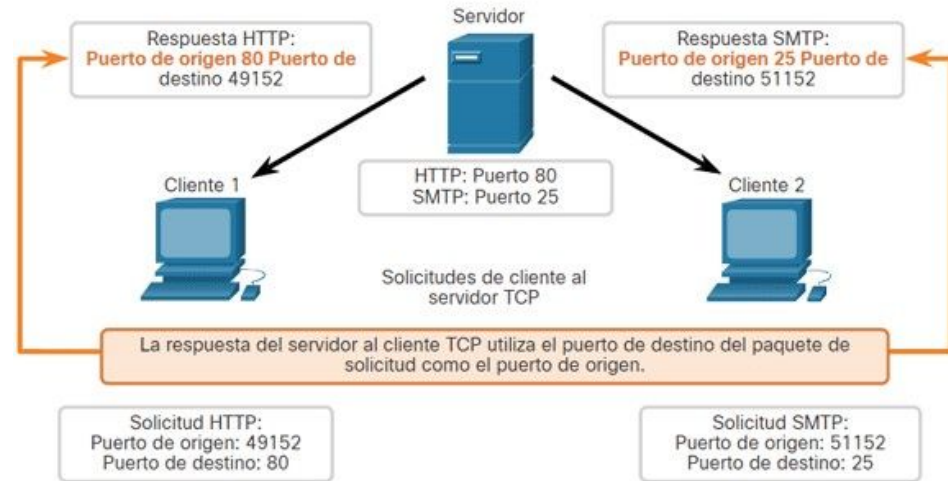 Servidor
Respuesta HTTP:
Puerto de origen 80 Puerto de
destino 49152
Respuesta SMTP:
Puerto de origen 25 Puerto de
destino 51152
HTTP: Puerto 80
SMTP: Puerto 25
Cliente 1
Cliente 2
Solicitudes de cliente al
servidor TCP
La respuesta del servidor al cliente TCP utiliza el puerto de destino del paquete de
solicitud como el puerto de origen.
Solicitud HTTP:
Puerto de origen: 49152
Puerto de destino: 80
Solicitud SMTP:
Puerto de origen: 51152
Puerto de destino: 25